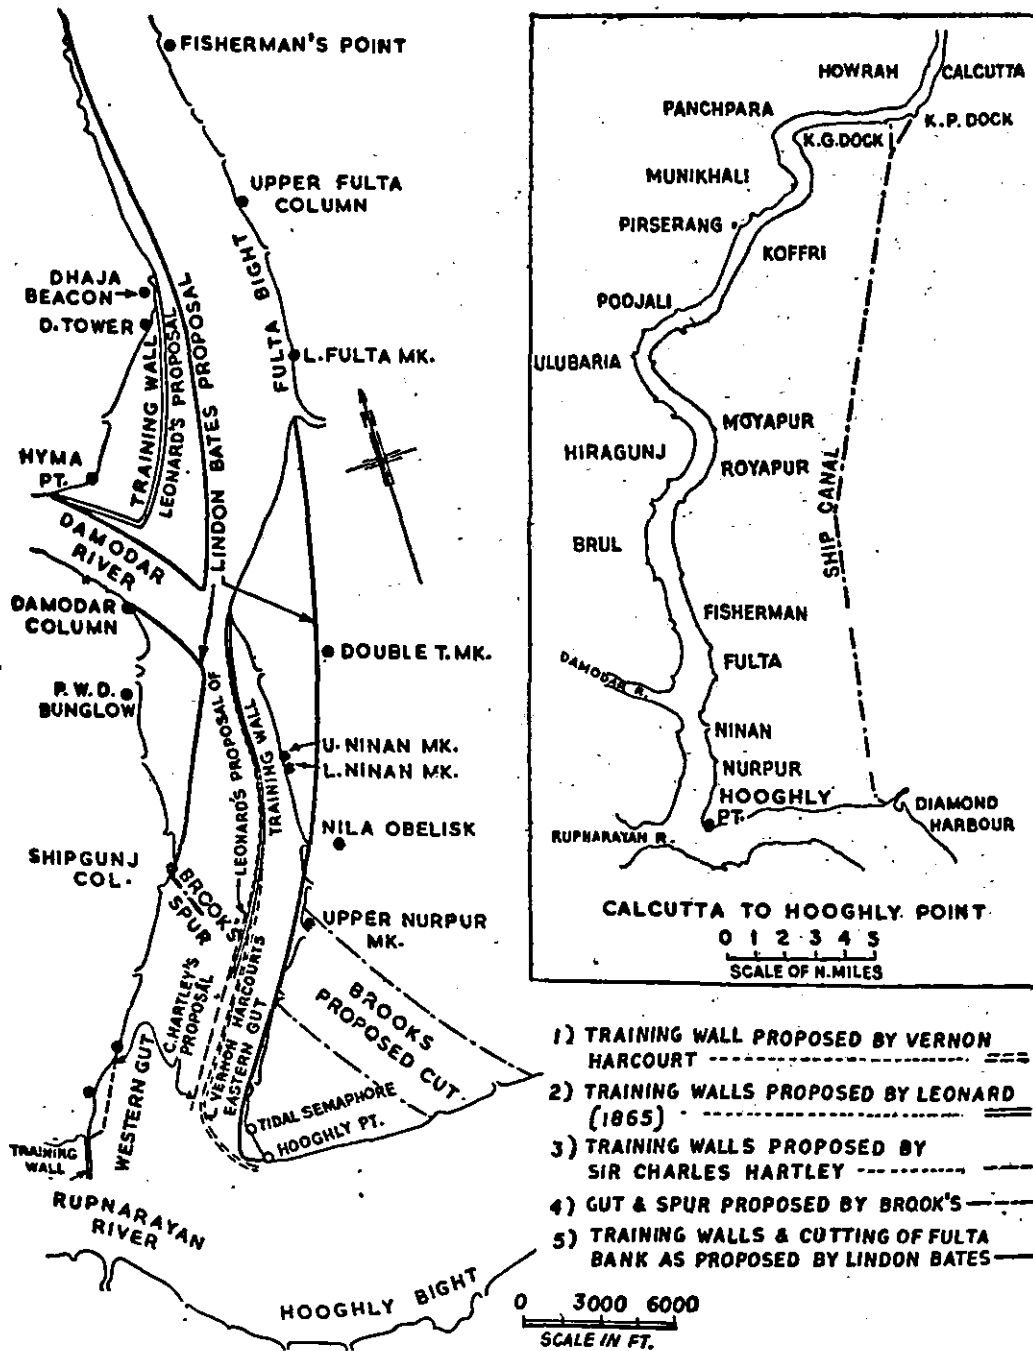 FISHERMAN'S POINT
UPPER FULTA
COLUMN
FULTA BIGHT
DHAJA
BEACON
D. TOWER
L. FULTA MK.
TRAINING WALL
LEONARD'S PROPOSAL
LINDON BATES PROPOSAL
HYMA
PT.
DAMODAR
RIVER
DAMODAR
COLUMN
DOUBLE T. MK.
P.W.D.
BUNGLOW
LEONARD'S PROPOSAL OF
TRAINING WALL
U. NINAN MK.
L. NINAN MK.
NILA OBELISK
SHIPGUNJ
COL.
BROOK'S
SPUR
UPPER NURPUR
MK.
C. HARTLEY'S
PROPOSAL
L. VERNON HARCOURTS
EASTERN GUT
BROOKS
PROPOSED CUT
WESTERN GUT
TIDAL SEMAPHORE
HOOGHLY PT.
TRAINING
WALL
RUPNARAYAN
RIVER
HOOGHLY BIGHT
0 3000 6000
SCALE IN FT.
HOWRAH
CALCUTTA
PANCHPARA
K.P. DOCK
K.G. DOCK
MUNIKHALI
PIRSERANG
KOFFRI
POOJALI
ULUBARIA
MOYAPUR
HIRAGUNJ
ROYAPUR
SHIP CANAL
BRUL
FISHERMAN
DAMODAR R.
FULTA
NINAN
NURPUR
HOOGHLY
PT.
DIAMOND
HARBOUR
RUPNARAYAN R.
CALCUTTA TO HOOGHLY POINT
0 1 2 3 4 5
SCALE OF N. MILES
1) TRAINING WALL PROPOSED BY VERNON
HARCOURT
2) TRAINING WALLS PROPOSED BY LEONARD
(1865)
3) TRAINING WALLS PROPOSED BY
SIR CHARLES HARTLEY
4) GUT & SPUR PROPOSED BY BROOK'S
5) TRAINING WALLS & CUTTING OF FULTA
BANK AS PROPOSED BY LINDON BATES